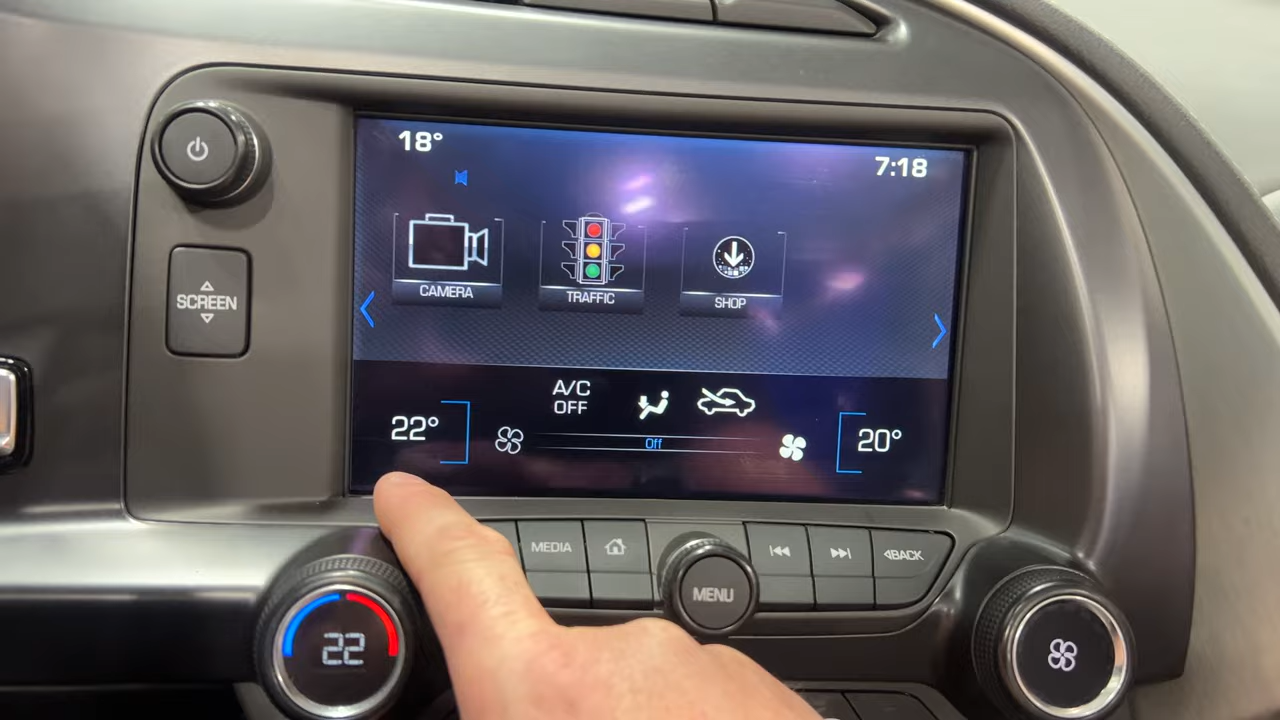 18°
7:18
CAMERA
TRAFFIC
SHOP
SCREEN
A/C
OFF
22°
Off
20°
MEDIA
BACK
MENU
22